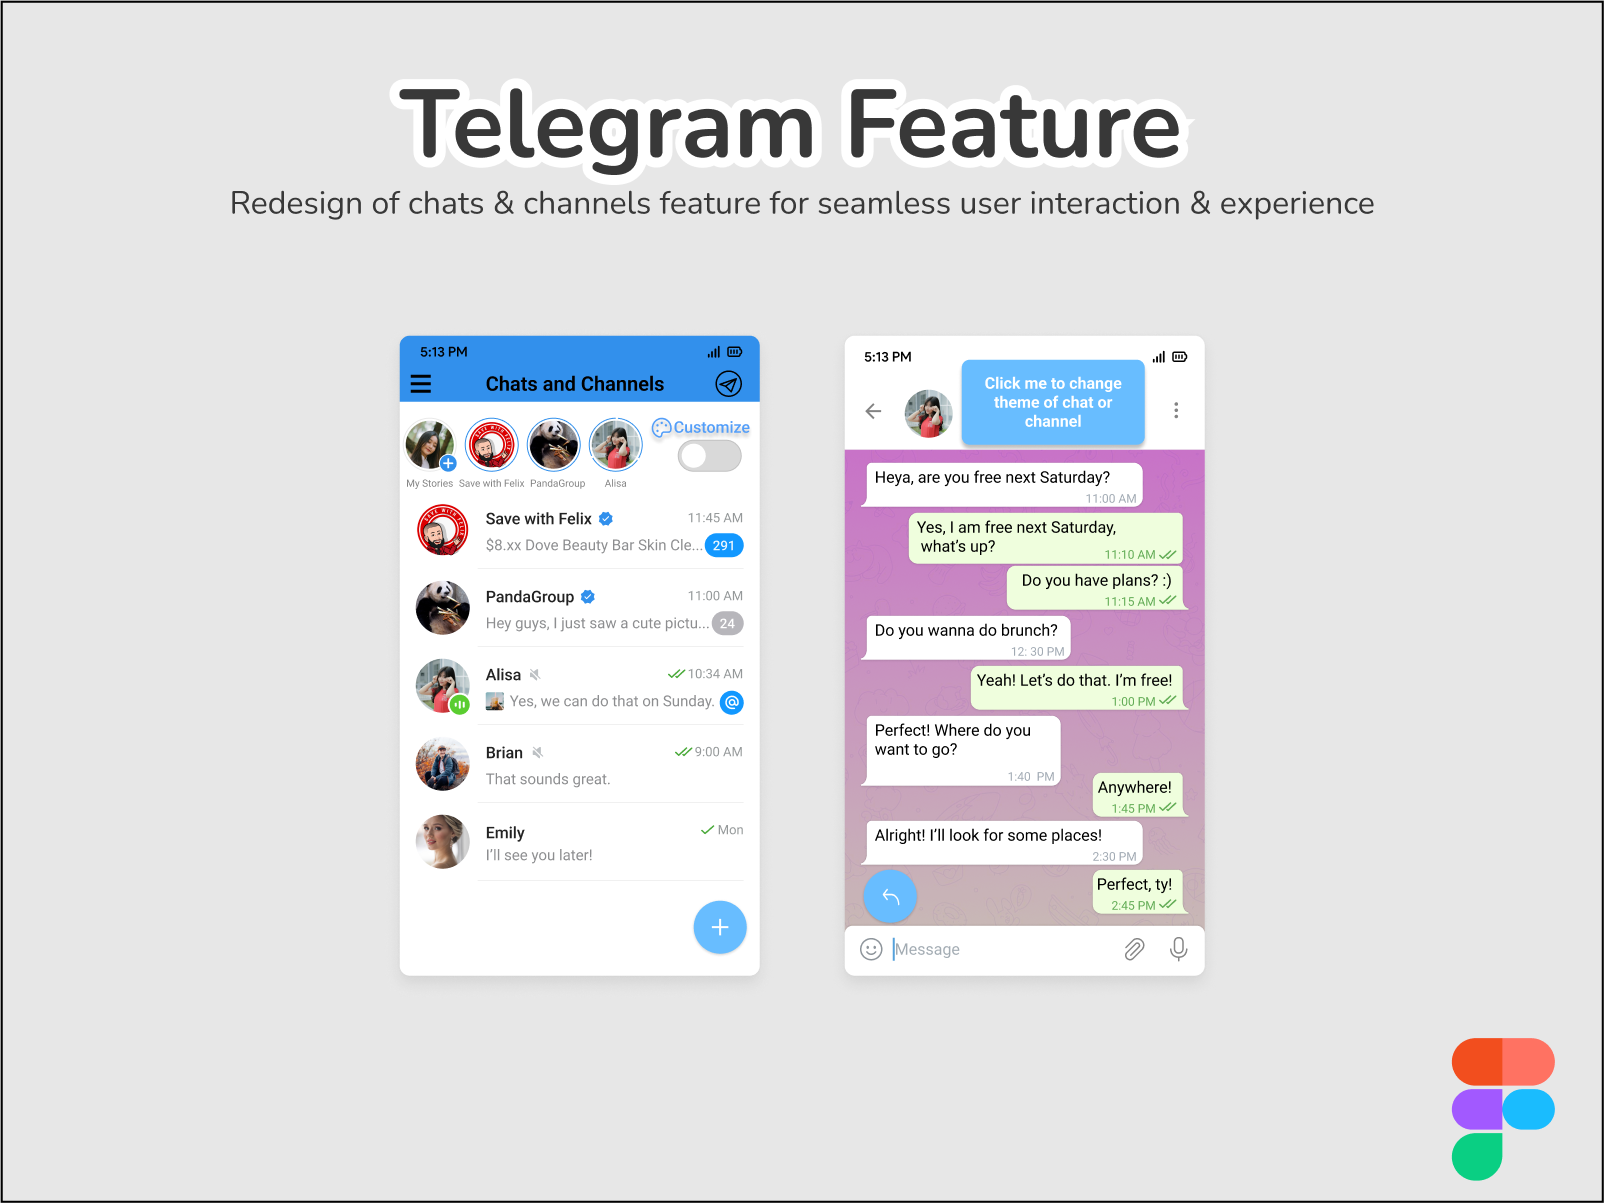 Telegram Feature
Redesign of chats & channels feature for seamless user interaction & experience
5:13 PM
Chats and Channels
Customize
My Stories
Save with Felix
PandaGroup
Alisa
Save with Felix
11:45 AM
$8.xx Dove Beauty Bar Skin Cle...
291
PandaGroup
11:00 AM
Hey guys, I just saw a cute pictu...
24
Alisa
10:34 AM
Yes, we can do that on Sunday.
@
Brian
9:00 AM
That sounds great.
Emily
Mon
I’ll see you later!
5:13 PM
Click me to change
theme of chat or
channel
Heya, are you free next Saturday?
11:00 AM
Yes, I am free next Saturday,
what’s up?
11:10 AM
Do you have plans? :)
11:15 AM
Do you wanna do brunch?
12: 30 PM
Yeah! Let’s do that. I’m free!
1:00 PM
Perfect! Where do you
want to go?
1:40 PM
Anywhere!
1:45 PM
Alright! I’ll look for some places!
2:30 PM
Perfect, ty!
2:45 PM
Message